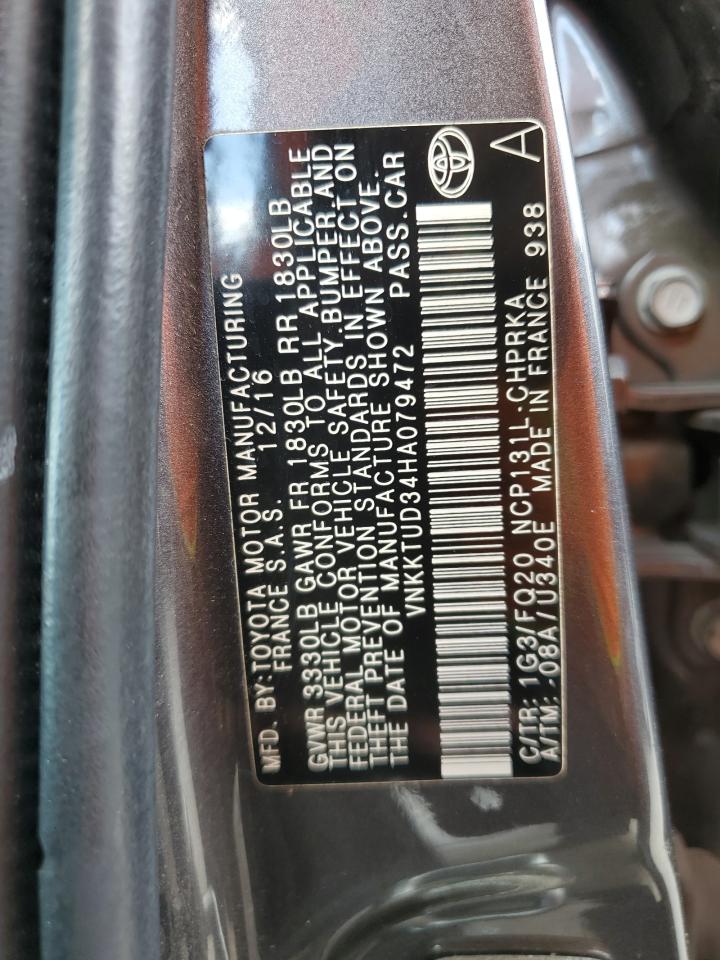 MFD. BY:TOYOTA MOTOR MANUFACTURING
FRANCE S.A.S. 12/16
GVWR 3330LB GAWR FR 1830LB RR 1830LB
THIS VEHICLE CONFORMS TO ALL APPLICABLE
FEDERAL MOTOR VEHICLE SAFETY,BUMPER,AND
THEFT PREVENTION STANDARDS IN EFFECT ON
THE DATE OF MANUFACTURE SHOWN ABOVE.
VNKKTUD34HA079472 PASS.CAR
C/TR: 1G3/FQ20 NCP131L-CHPRKA
A/TM: -08A/U340E MADE IN FRANCE 938
A